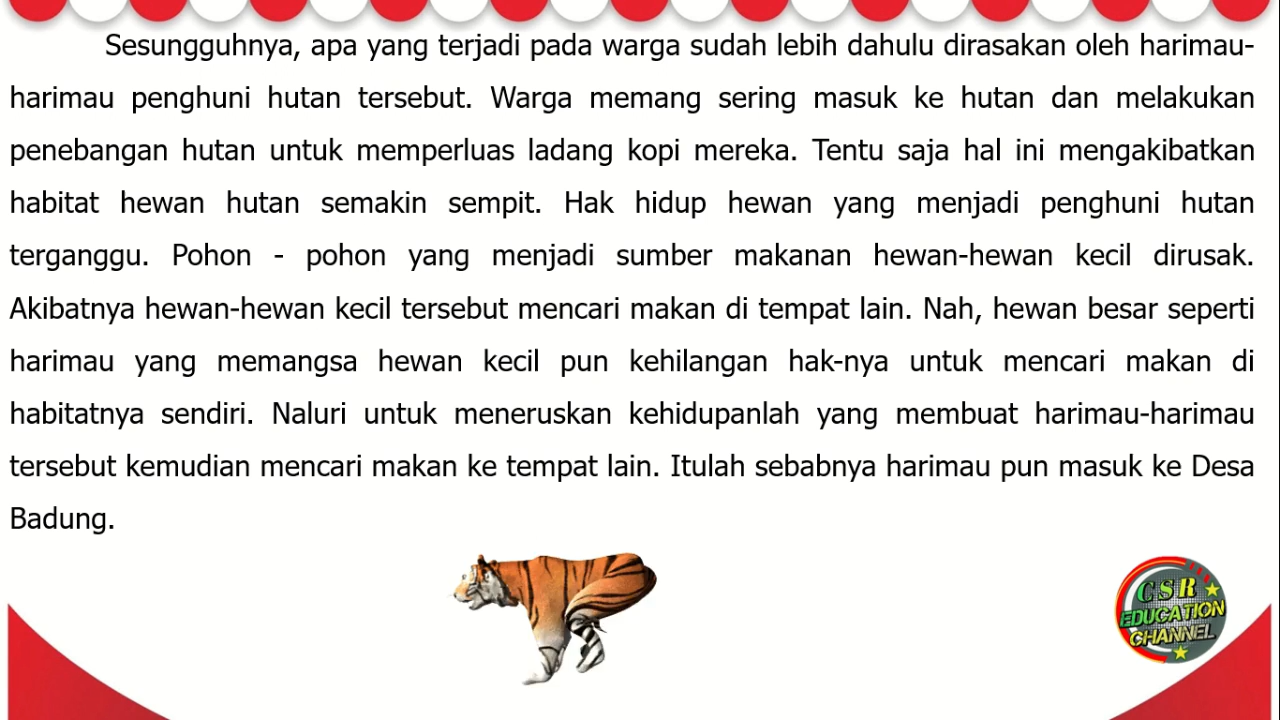 Sesungguhnya, apa yang terjadi pada warga sudah lebih dahulu dirasakan oleh harimau-
harimau penghuni hutan tersebut. Warga memang sering masuk ke hutan dan melakukan
penebangan hutan untuk memperluas ladang kopi mereka. Tentu saja hal ini mengakibatkan
habitat hewan hutan semakin sempit. Hak hidup hewan yang menjadi penghuni hutan
terganggu. Pohon - pohon yang menjadi sumber makanan hewan-hewan kecil dirusak.
Akibatnya hewan-hewan kecil tersebut mencari makan di tempat lain. Nah, hewan besar seperti
harimau yang memangsa hewan kecil pun kehilangan hak-nya untuk mencari makan di
habitatnya sendiri. Naluri untuk meneruskan kehidupanlah yang membuat harimau-harimau
tersebut kemudian mencari makan ke tempat lain. Itulah sebabnya harimau pun masuk ke Desa
Badung.
CSR
EDUCATION
CHANNEL